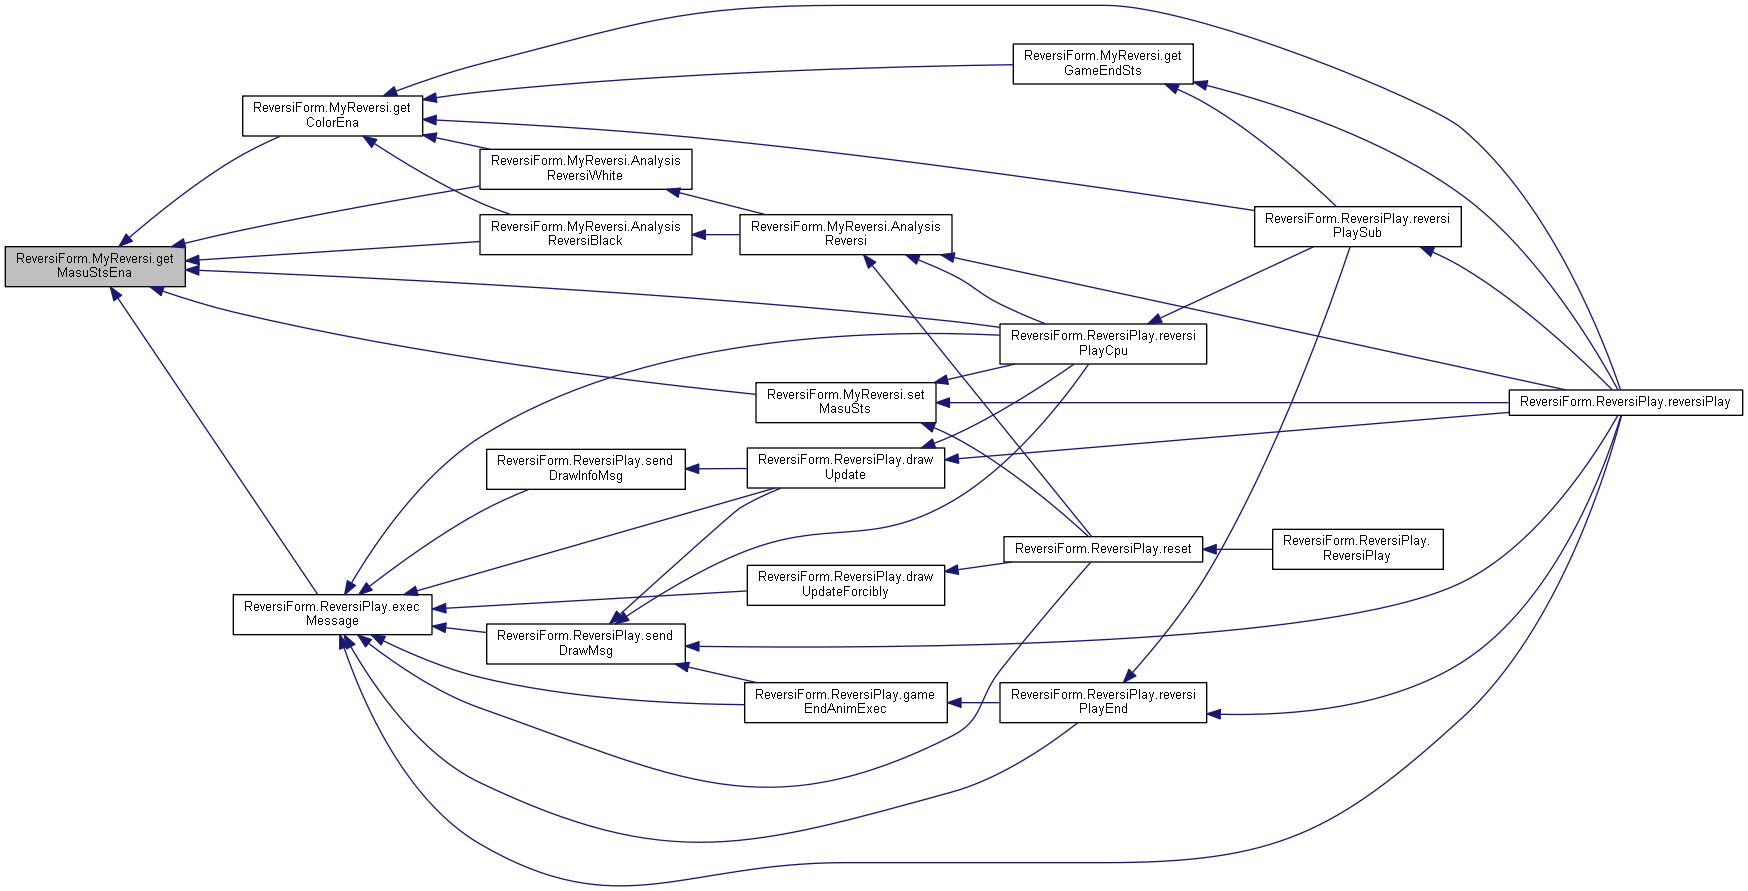 ReversiForm.MyReversi.get
MasuStsEna
ReversiForm.MyReversi.get
ColorEna
ReversiForm.MyReversi.Analysis
ReversiWhite
ReversiForm.MyReversi.Analysis
ReversiBlack
ReversiForm.ReversiPlay.exec
Message
ReversiForm.ReversiPlay.send
DrawInfoMsg
ReversiForm.ReversiPlay.send
DrawMsg
ReversiForm.MyReversi.Analysis
Reversi
ReversiForm.MyReversi.set
MasuSts
ReversiForm.ReversiPlay.draw
Update
ReversiForm.ReversiPlay.draw
UpdateForcibly
ReversiForm.ReversiPlay.game
EndAnimExec
ReversiForm.MyReversi.get
GameEndSts
ReversiForm.ReversiPlay.reversi
PlayCpu
ReversiForm.ReversiPlay.reset
ReversiForm.ReversiPlay.reversi
PlayEnd
ReversiForm.ReversiPlay.reversi
PlaySub
ReversiForm.ReversiPlay.
ReversiPlay
ReversiForm.ReversiPlay.reversiPlay